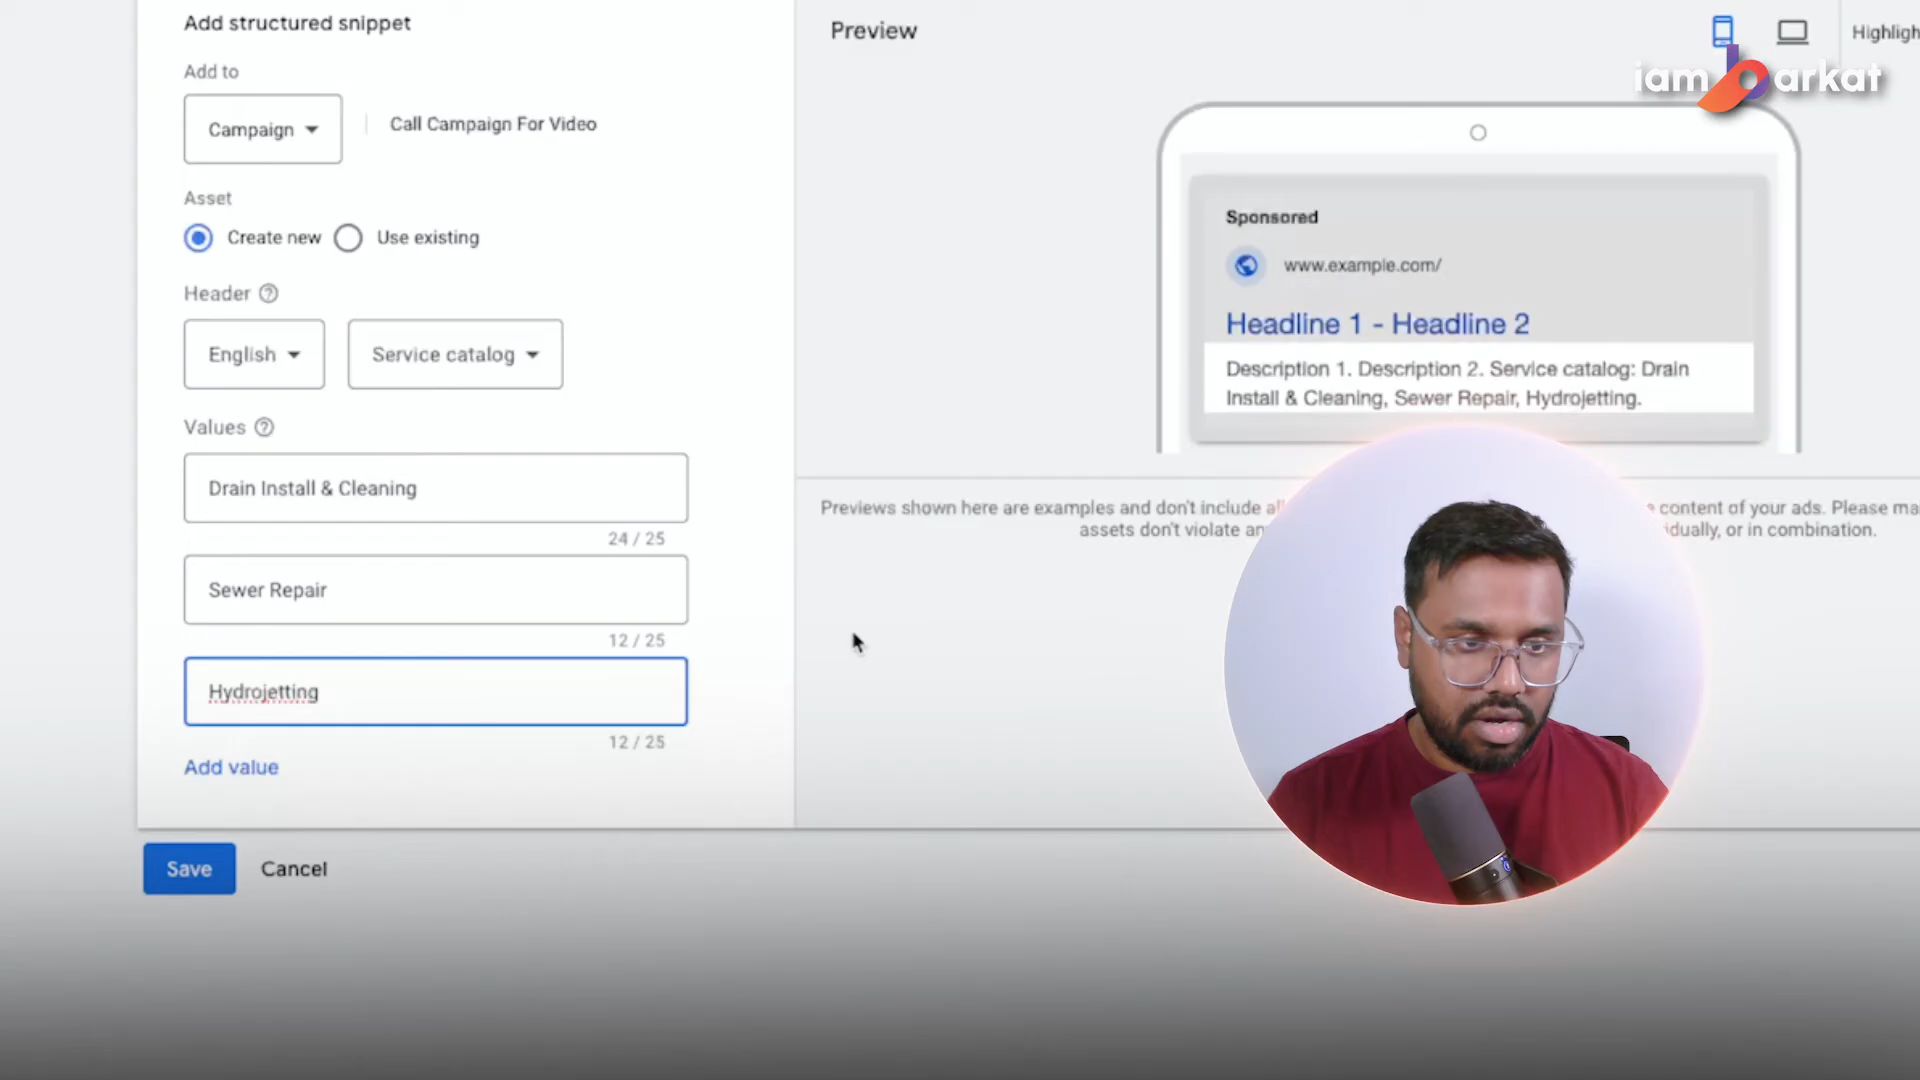 Add structured snippet
Add to
Campaign
Call Campaign For Video
Asset
Create new
Use existing
Header
English
Service catalog
Values
Drain Install & Cleaning
24 / 25
Sewer Repair
12 / 25
Hydrojetting
12 / 25
Add value
Save
Cancel
Preview
Highligh
iam barkat
Sponsored
www.example.com/
Headline 1 - Headline 2
Description 1. Description 2. Service catalog: Drain
Install & Cleaning, Sewer Repair, Hydrojetting.
Previews shown here are examples and don't include content of your ads. Please
assets don't violate or in combination.